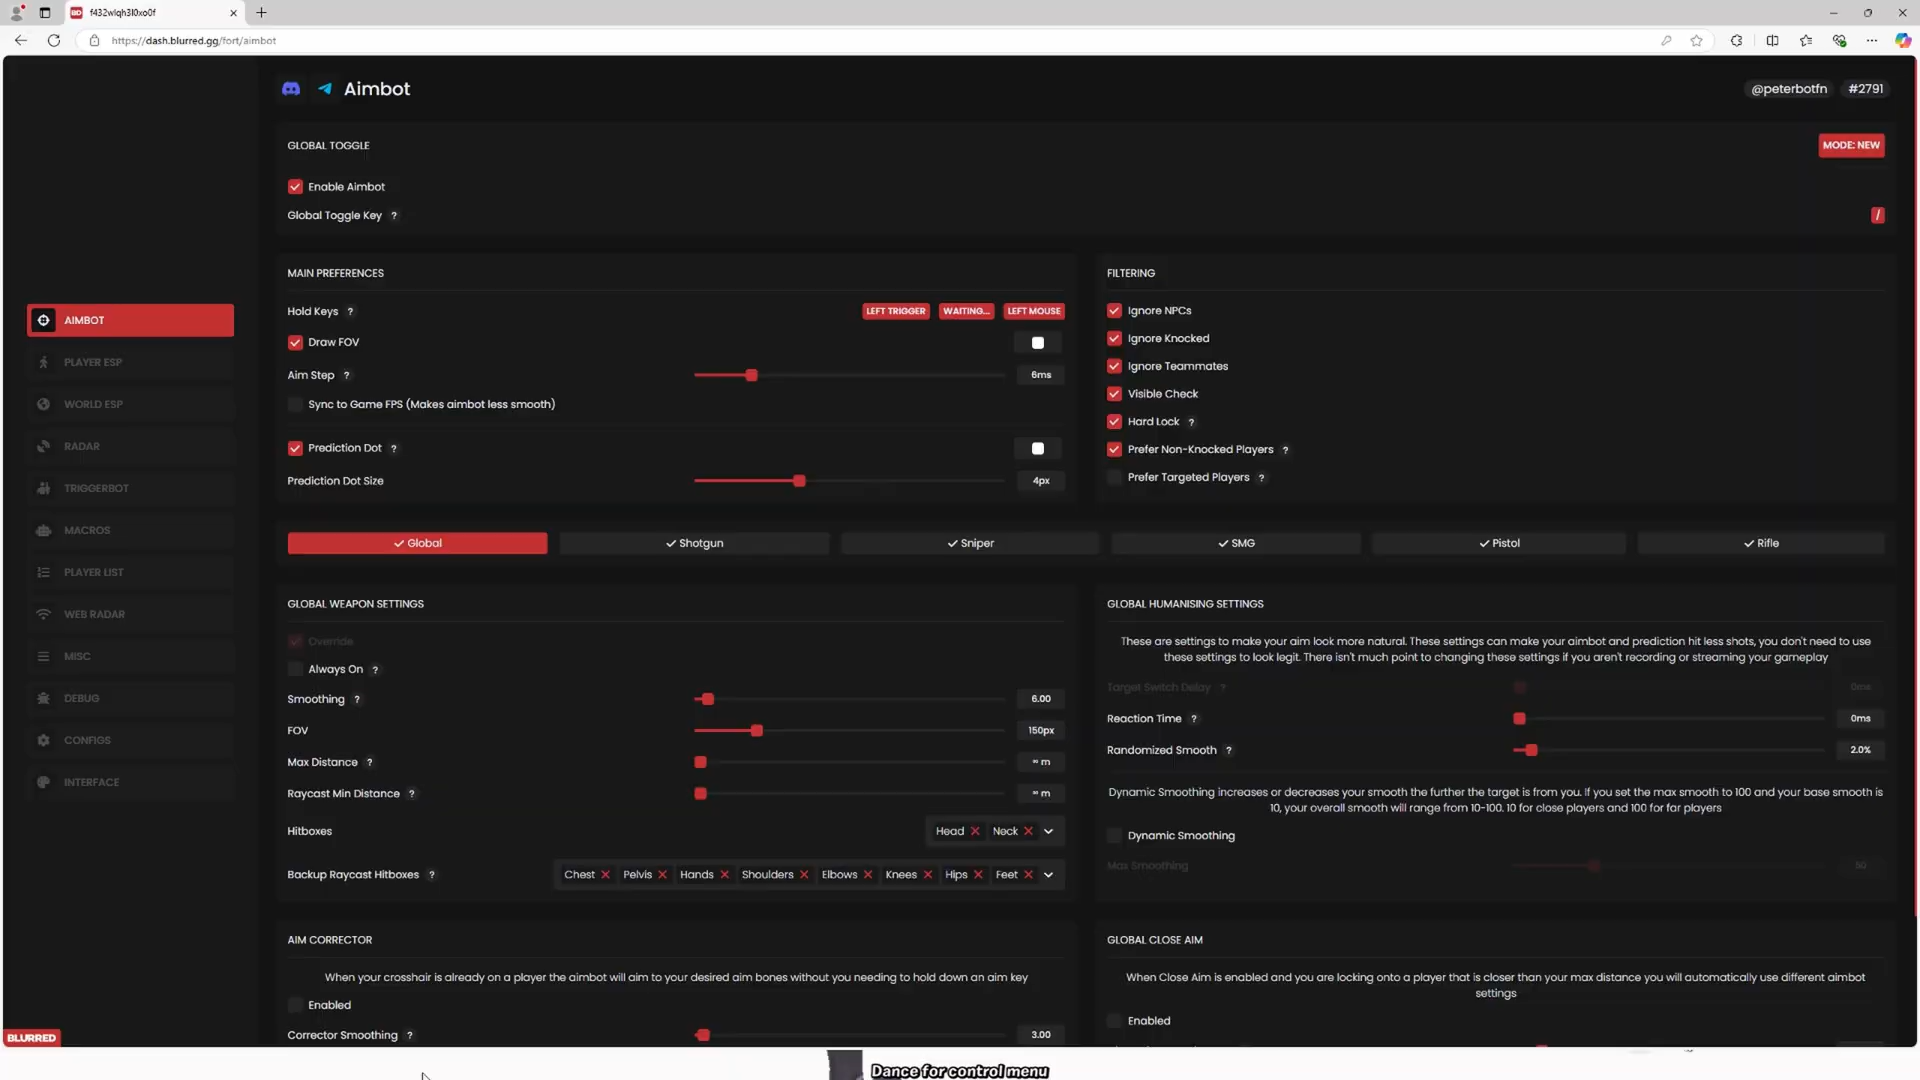 f432wlqh3l0xo0f
https://dash.blurred.gg/fort/aimbot
Aimbot
@peterbotfn
#2791
GLOBAL TOGGLE
MODE: NEW
Enable Aimbot
Global Toggle Key ?
/
MAIN PREFERENCES
Hold Keys ?
LEFT TRIGGER
WAITING...
LEFT MOUSE
Draw FOV
Aim Step ?
6ms
Sync to Game FPS (Makes aimbot less smooth)
Prediction Dot ?
Prediction Dot Size
4px
FILTERING
Ignore NPCs
Ignore Knocked
Ignore Teammates
Visible Check
Hard Lock ?
Prefer Non-Knocked Players ?
Prefer Targeted Players ?
AIMBOT
PLAYER ESP
WORLD ESP
RADAR
TRIGGERBOT
MACROS
PLAYER LIST
WEB RADAR
MISC
DEBUG
CONFIGS
INTERFACE
Global
Shotgun
Sniper
SMG
Pistol
Rifle
GLOBAL WEAPON SETTINGS
Override
Always On ?
Smoothing ?
6.00
FOV
150px
Max Distance ?
∞ m
Raycast Min Distance ?
∞ m
Hitboxes
Head
Neck
Backup Raycast Hitboxes ?
Chest
Pelvis
Hands
Shoulders
Elbows
Knees
Hips
Feet
GLOBAL HUMANISING SETTINGS
These are settings to make your aim look more natural. These settings can make your aimbot and prediction hit less shots, you don't need to use
these settings to look legit. There isn't much point to changing these settings if you aren't recording or streaming your gameplay
Target Switch Delay ?
0ms
Reaction Time ?
0ms
Randomized Smooth ?
2.0%
Dynamic Smoothing increases or decreases your smooth the further the target is from you. If you set the max smooth to 100 and your base smooth is
10, your overall smooth will range from 10-100. 10 for close players and 100 for far players
Dynamic Smoothing
Max Smoothing
50
AIM CORRECTOR
When your crosshair is already on a player the aimbot will aim to your desired aim bones without you needing to hold down an aim key
Enabled
Corrector Smoothing ?
3.00
GLOBAL CLOSE AIM
When Close Aim is enabled and you are locking onto a player that is closer than your max distance you will automatically use different aimbot
settings
Enabled
BLURRED
Dance for control menu